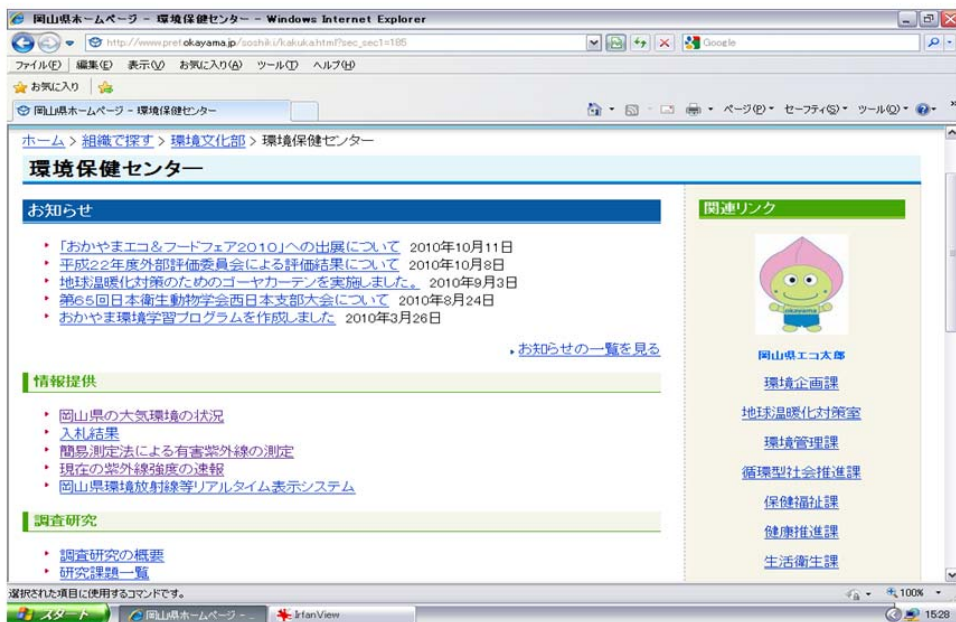 岡山県ホームページ - 環境保健センター - Windows Internet Explorer
http://www.pref.okayama.jp/soshiki/kakuka.html?sec_sec1=185
Google
ファイル(F) 編集(E) 表示(V) お気に入り(A) ツール(T) ヘルプ(H)
お気に入り
岡山県ホームページ - 環境保健センター
ページ(P) セーフティ(S) ツール(O)
ホーム > 組織で探す > 環境文化部 > 環境保健センター
環境保健センター
お知らせ
「おかやまエコ&フードフェア2010」への出展について 2010年10月11日
平成22年度外部評価委員会による評価結果について 2010年10月8日
地球温暖化対策のためのゴーヤカーテンを実施しました。 2010年9月3日
第65回日本衛生動物学会西日本支部大会について 2010年8月24日
おかやま環境学習プログラムを作成しました 2010年3月26日
お知らせの一覧を見る
情報提供
岡山県の大気環境の状況
入札結果
簡易測定法による有害紫外線の測定
現在の紫外線強度の速報
岡山県環境放射線等リアルタイム表示システム
調査研究
調査研究の概要
研究課題一覧
関連リンク
okayama
岡山県エコ太郎
環境企画課
地球温暖化対策室
環境管理課
循環型社会推進課
保健福祉課
健康推進課
生活衛生課
選択された項目に使用するコマンドです。
100%
スタート
岡山県ホームページ - ...
IrfanView
15:28